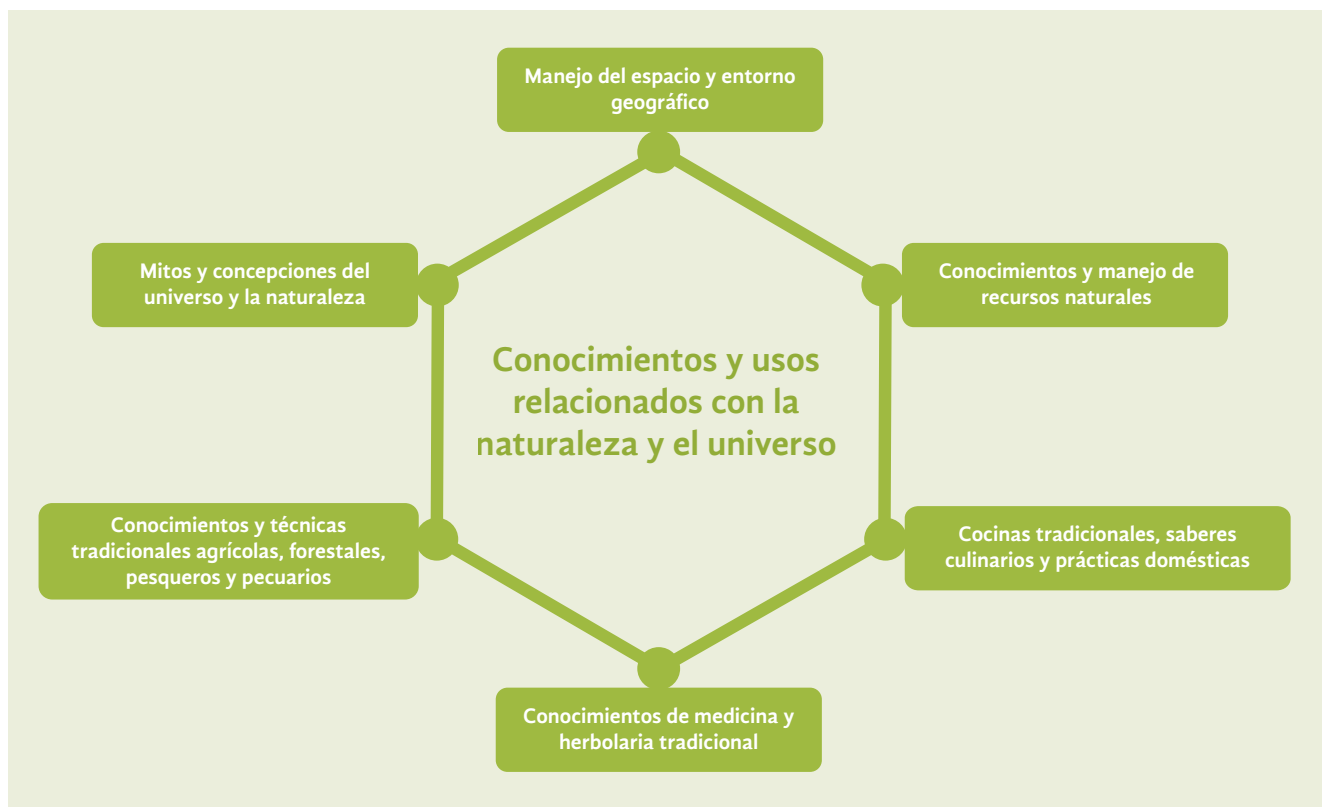 Manejo del espacio y entorno
geográfico
Mitos y concepciones del
universo y la naturaleza
Conocimientos y manejo de
recursos naturales
Conocimientos y usos
relacionados con la
naturaleza y el universo
Conocimientos y técnicas
tradicionales agrícolas, forestales,
pesqueros y pecuarios
Cocinas tradicionales, saberes
culinarios y prácticas domésticas
Conocimientos de medicina y
herbolaria tradicional